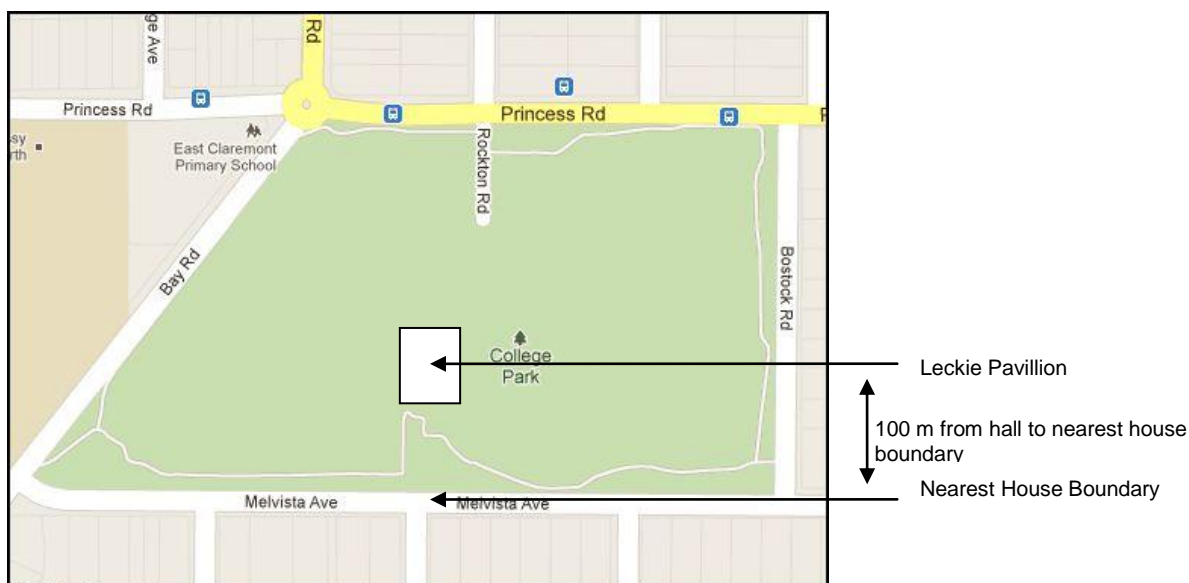 ge Ave
Rd
Princess Rd
Princess Rd
East Claremont
Primary School
Rockton Rd
Bay Rd
Bostock Rd
College
Park
Leckie Pavillion
100 m from hall to nearest house
boundary
Nearest House Boundary
Melvista Ave
Melvista Ave